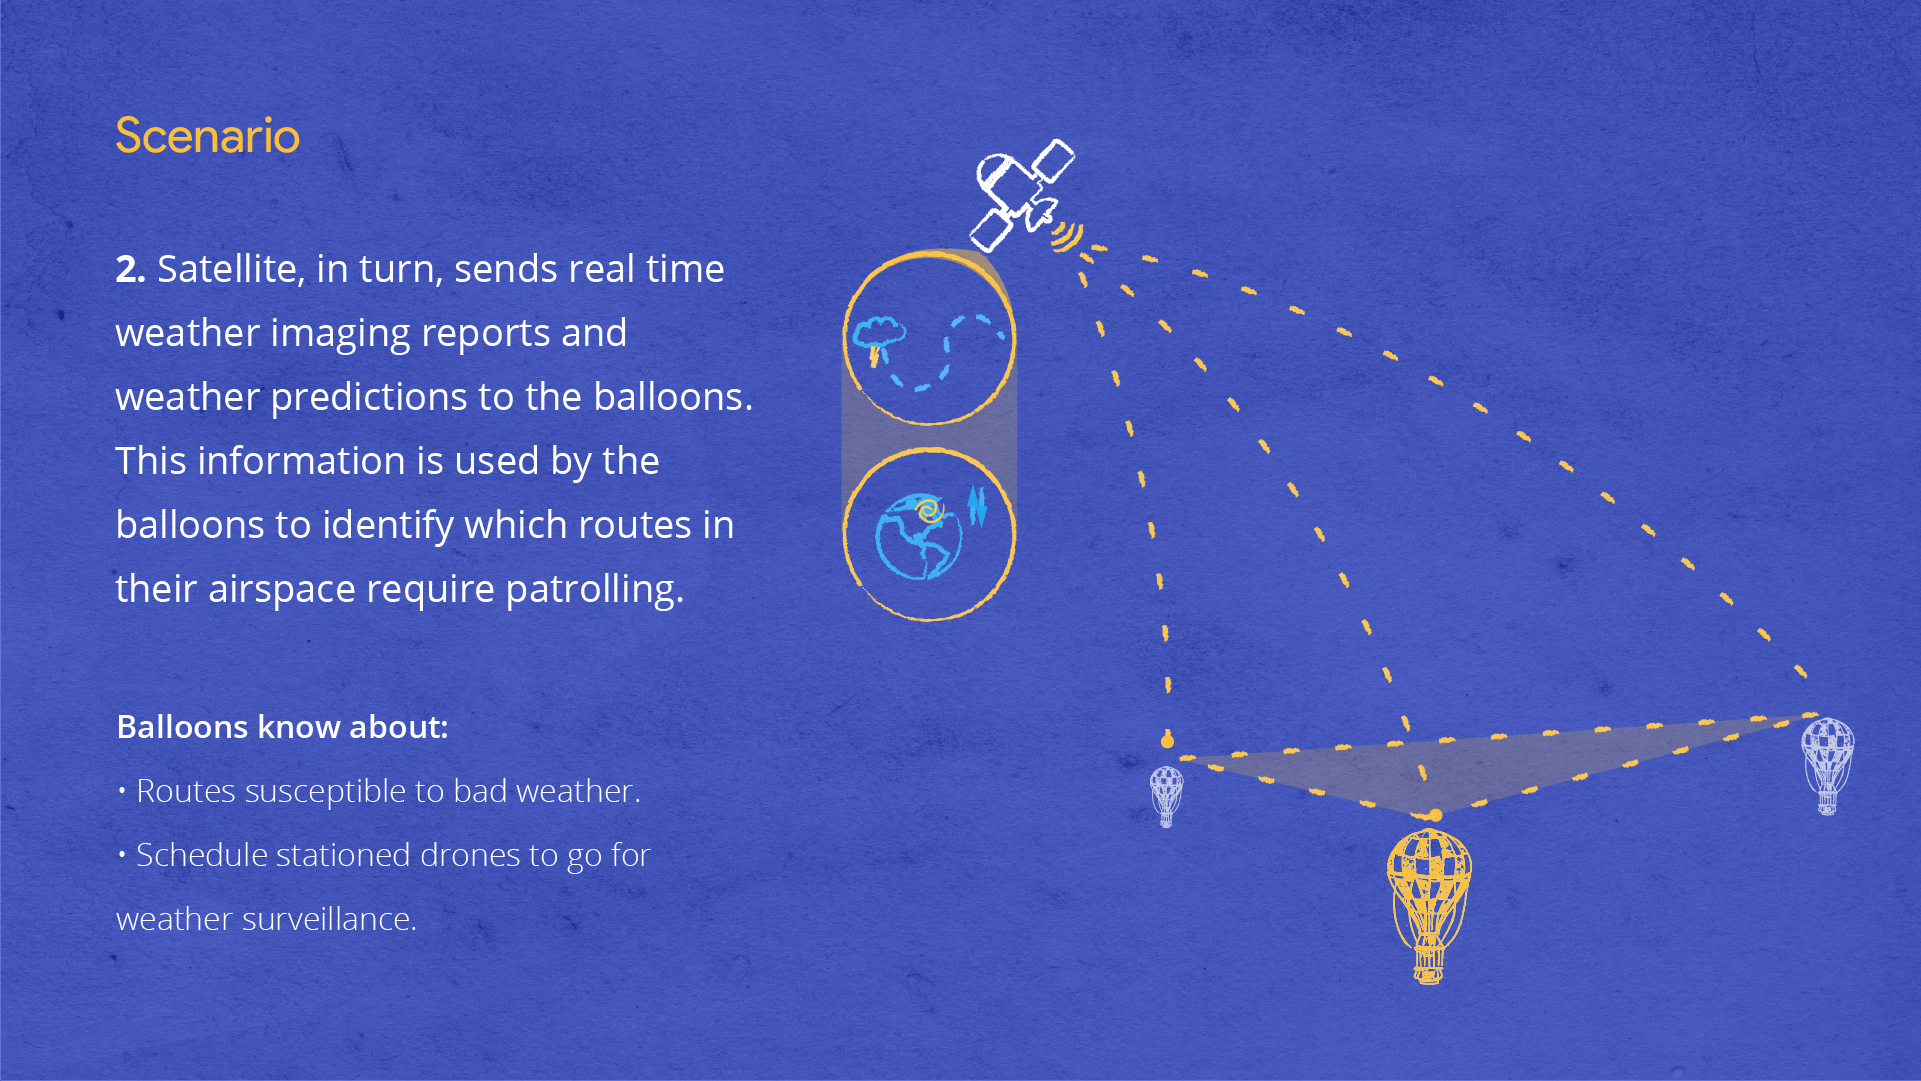 Scenario
2. Satellite, in turn, sends real time
weather imaging reports and
weather predictions to the balloons.
This information is used by the
balloons to identify which routes in
their airspace require patrolling.
Balloons know about:
• Routes susceptible to bad weather.
• Schedule stationed drones to go for
weather surveillance.